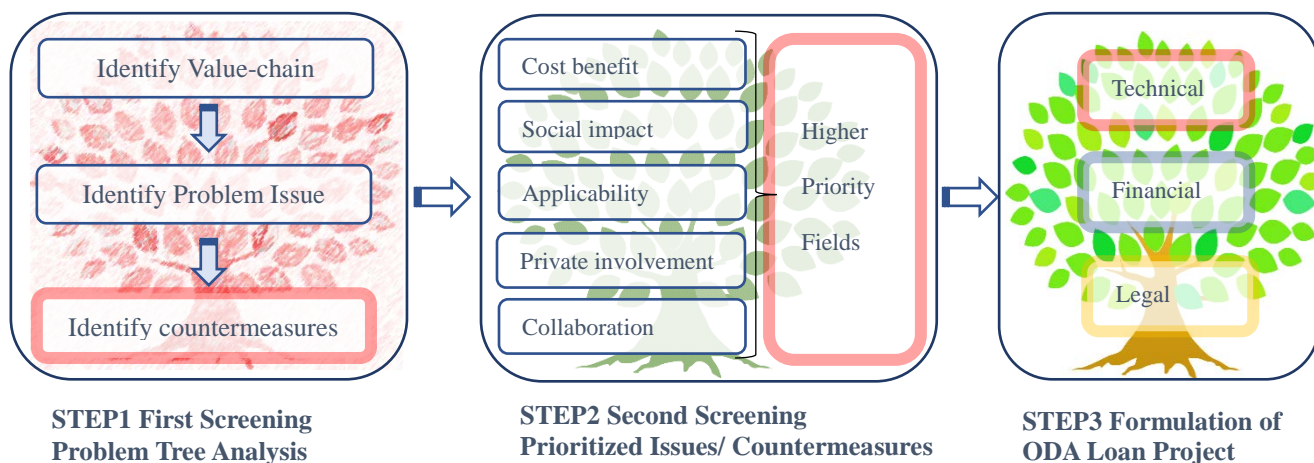 Identify Value-chain
Identify Problem Issue
Identify countermeasures
STEP1 First Screening
Problem Tree Analysis
Cost benefit
Social impact
Applicability
Private involvement
Collaboration
Higher
Priority
Fields
STEP2 Second Screening
Prioritized Issues/ Countermeasures
Technical
Financial
Legal
STEP3 Formulation of
ODA Loan Project